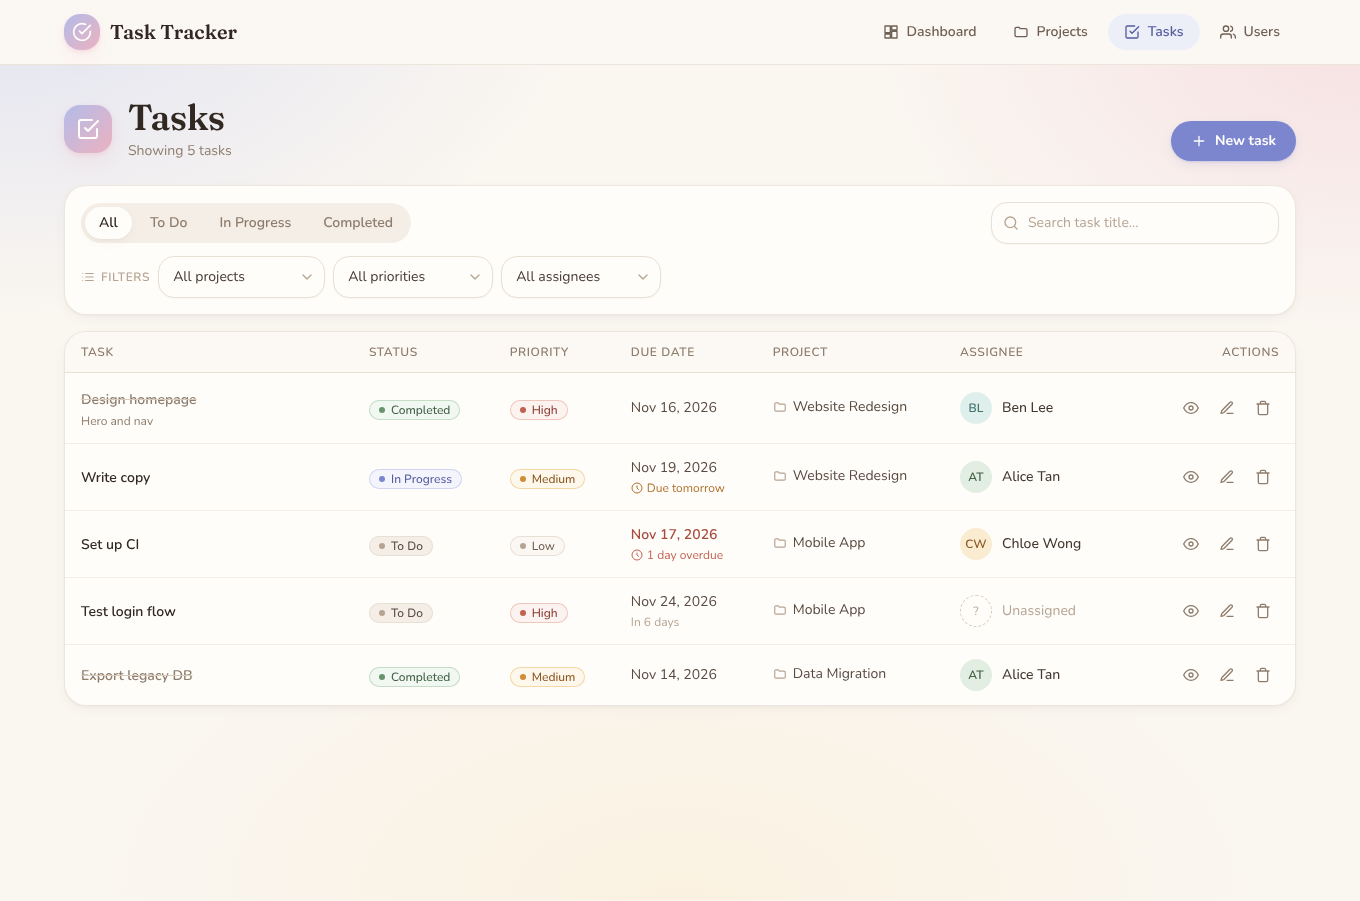 Task Tracker
Dashboard
Projects
Tasks
Users
Tasks
Showing 5 tasks
New task
All
To Do
In Progress
Completed
Search task title...
FILTERS
All projects
All priorities
All assignees
TASK STATUS PRIORITY DUE DATE PROJECT ASSIGNEE ACTIONS
Design homepage
Hero and nav
Completed
High
Nov 16, 2026
Website Redesign
BL
Ben Lee
Write copy
In Progress
Medium
Nov 19, 2026
Due tomorrow
Website Redesign
AT
Alice Tan
Set up CI
To Do
Low
Nov 17, 2026
1 day overdue
Mobile App
CW
Chloe Wong
Test login flow
To Do
High
Nov 24, 2026
In 6 days
Mobile App
?
Unassigned
Export legacy DB
Completed
Medium
Nov 14, 2026
Data Migration
AT
Alice Tan